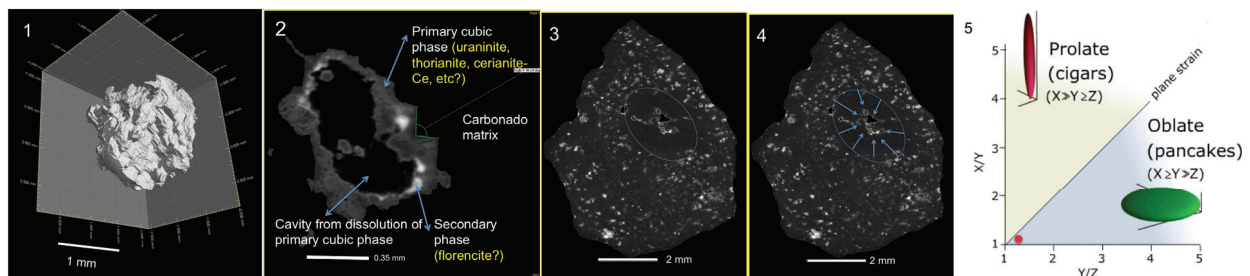 1
1 mm
2
Primary cubic
phase (uraninite,
thorianite, cerianite-
Ce, etc?)
Carbonado
matrix
Cavity from dissolution of
primary cubic phase
Secondary
phase
(florencite?)
0.35 mm
3
2 mm
4
2 mm
5
Prolate
(cigars)
(X≫Y≥Z)
plane strain
Oblate
(pancakes)
(X≥Y≫Z)
X/Y
5
4
3
2
1
1
2
3
4
5
Y/Z